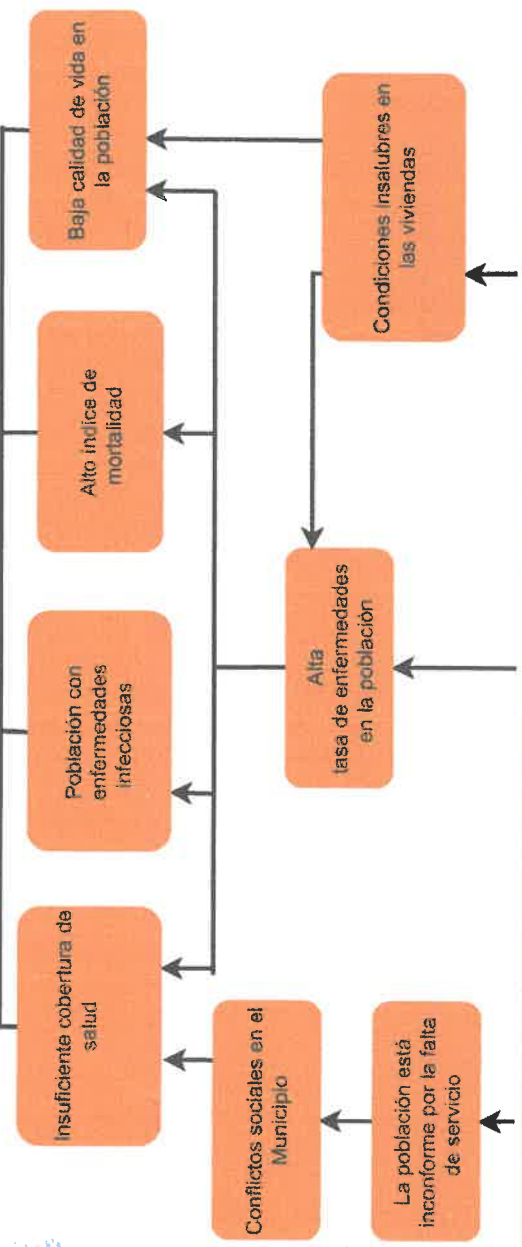 Insuficiente cobertura de
salud
Población con
enfermedades
infecciosas
Alto indice de
mortalidad
Baja calidad de vida en
la población
Conflictos sociales en el
Municipio
Alta
tasa de enfermedades
en la población
Condiciones insalubres en
las viviendas
La población está
inconforme por la falta
de servicio